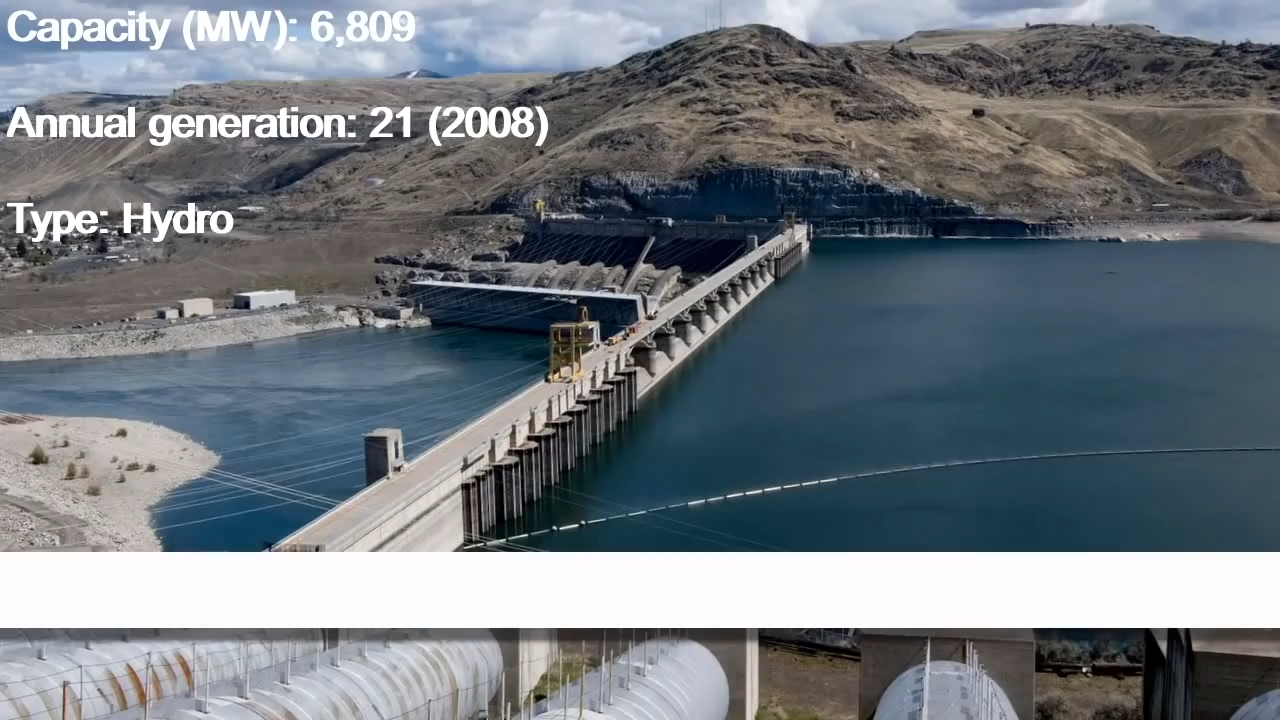 Capacity (MW): 6,809
Annual generation: 21 (2008)
Type: Hydro